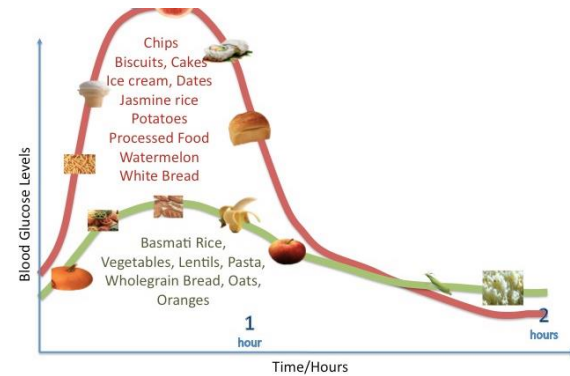 Chips
Biscuits, Cakes
Ice cream, Dates
Jasmine rice
Potatoes
Processed Food
Watermelon
White Bread
Blood Glucose Levels
Basmati Rice,
Vegetables, Lentils, Pasta,
Wholegrain Bread, Oats,
Oranges
1
hour
2
hours
Time/Hours